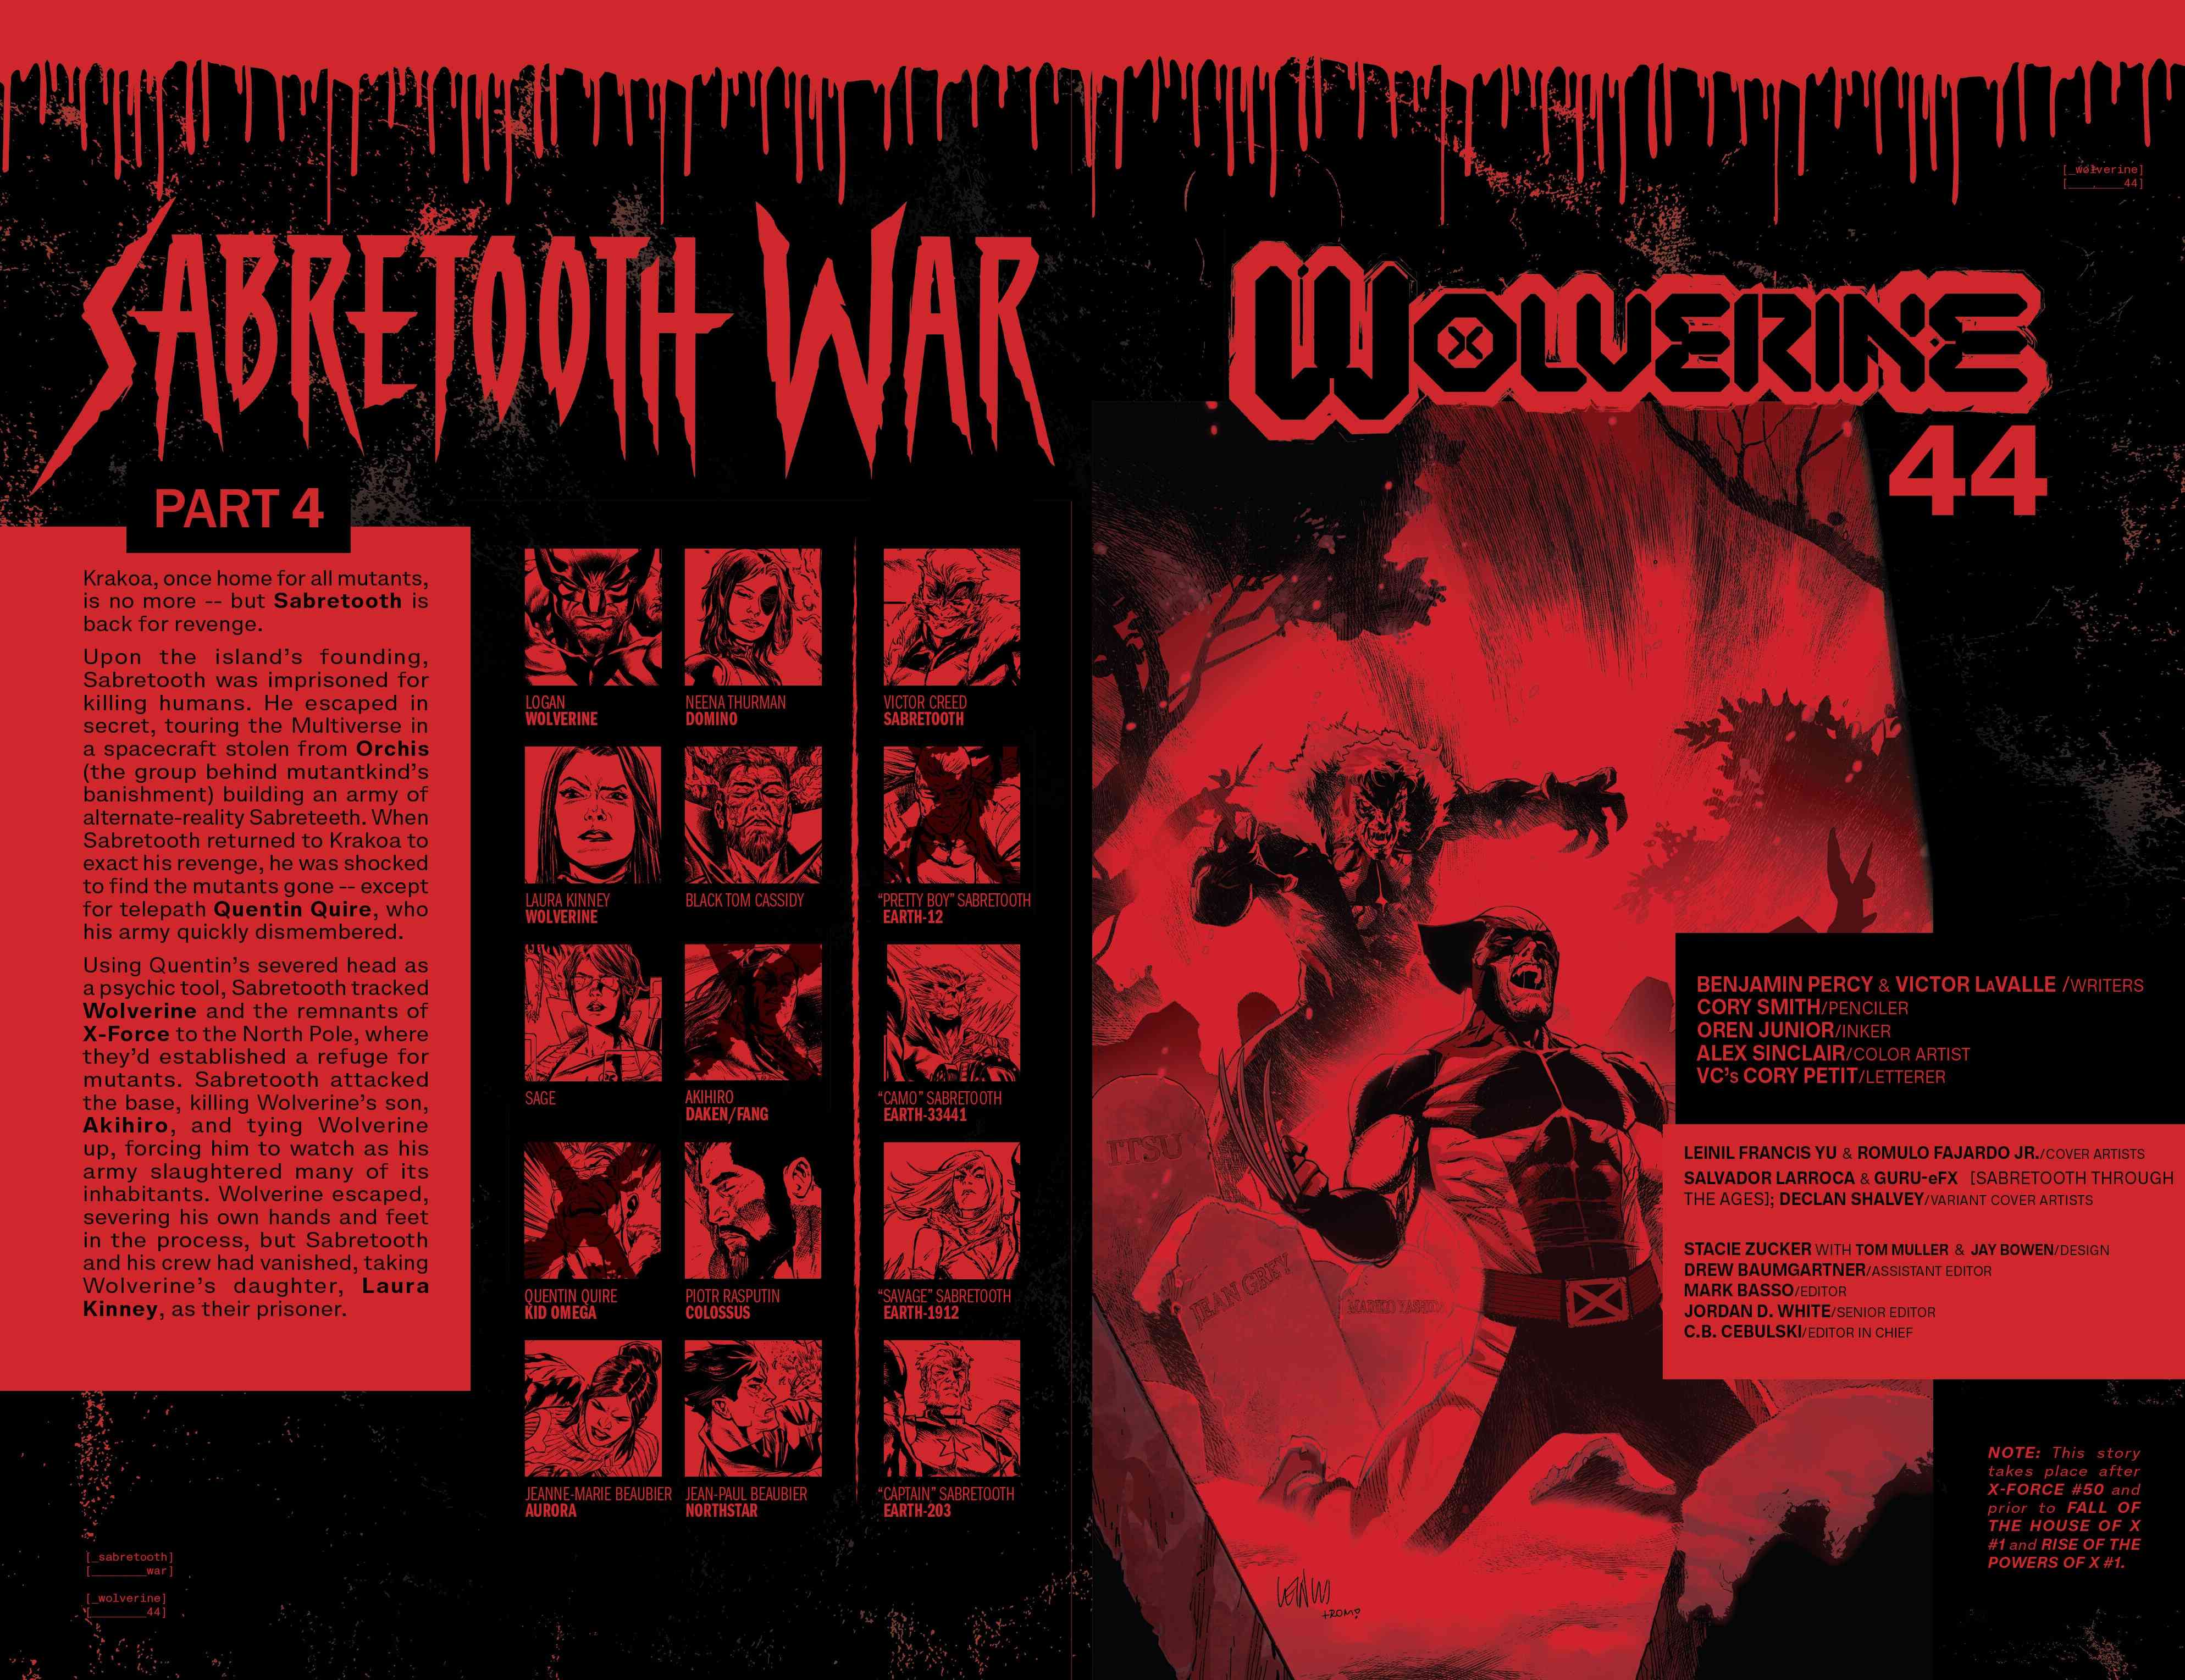 SABRETOOTH WAR
PART 4
Krakoa, once home for all mutants,
is no more -- but Sabretooth is
back for revenge.
Upon the island's founding,
Sabretooth was imprisoned for
killing humans. He escaped in
secret, touring the Multiverse in
a spacecraft stolen from Orchis
(the group behind mutantkind's
banishment) building an army of
alternate-reality Sabreteeth. When
Sabretooth returned to Krakoa to
exact his revenge, he was shocked
to find the mutants gone -- except
for telepath Quentin Quire, who
his army quickly dismembered.
Using Quentin's severed head as
a psychic tool, Sabretooth tracked
Wolverine and the remnants of
X-Force to the North Pole, where
they'd established a refuge for
mutants. Sabretooth attacked
the base, killing Wolverine's son,
Akihiro, and tying Wolverine
up, forcing him to watch as his
army slaughtered many of its
inhabitants. Wolverine escaped,
severing his own hands and feet
in the process, but Sabretooth
and his crew had vanished, taking
Wolverine's daughter, Laura
Kinney, as their prisoner.
LOGAN
WOLVERINE
NEENA THURMAN
DOMINO
VICTOR CREED
SABRETOOTH
LAURA KINNEY
WOLVERINE
BLACK TOM CASSIDY
"PRETTY BOY" SABRETOOTH
EARTH-12
SAGE
AKIHIRO
DAKEN/FANG
"CAMO" SABRETOOTH
EARTH-33441
QUENTIN QUIRE
KID OMEGA
PIOTR RASPUTIN
COLOSSUS
"SAVAGE" SABRETOOTH
EARTH-1912
JEANNE-MARIE BEAUBIER
AURORA
JEAN-PAUL BEAUBIER
NORTHSTAR
"CAPTAIN" SABRETOOTH
EARTH-203
[_sabretooth]
[________war]
[_wolverine]
[________44]
[_wolverine]
[________44]
WOLVERINE
44
ITSU
JEAN GREY
MARIKO YASHIDA
BENJAMIN PERCY & VICTOR LaVALLE /WRITERS
CORY SMITH/PENCILER
OREN JUNIOR/INKER
ALEX SINCLAIR/COLOR ARTIST
VC's CORY PETIT/LETTERER
LEINIL FRANCIS YU & ROMULO FAJARDO JR./COVER ARTISTS
SALVADOR LARROCA & GURU-eFX [SABRETOOTH THROUGH
THE AGES]; DECLAN SHALVEY/VARIANT COVER ARTISTS
STACIE ZUCKER WITH TOM MULLER & JAY BOWEN/DESIGN
DREW BAUMGARTNER/ASSISTANT EDITOR
MARK BASSO/EDITOR
JORDAN D. WHITE/SENIOR EDITOR
C.B. CEBULSKI/EDITOR IN CHIEF
NOTE: This story
takes place after
X-FORCE #50 and
prior to FALL OF
THE HOUSE OF X
#1 and RISE OF THE
POWERS OF X #1.